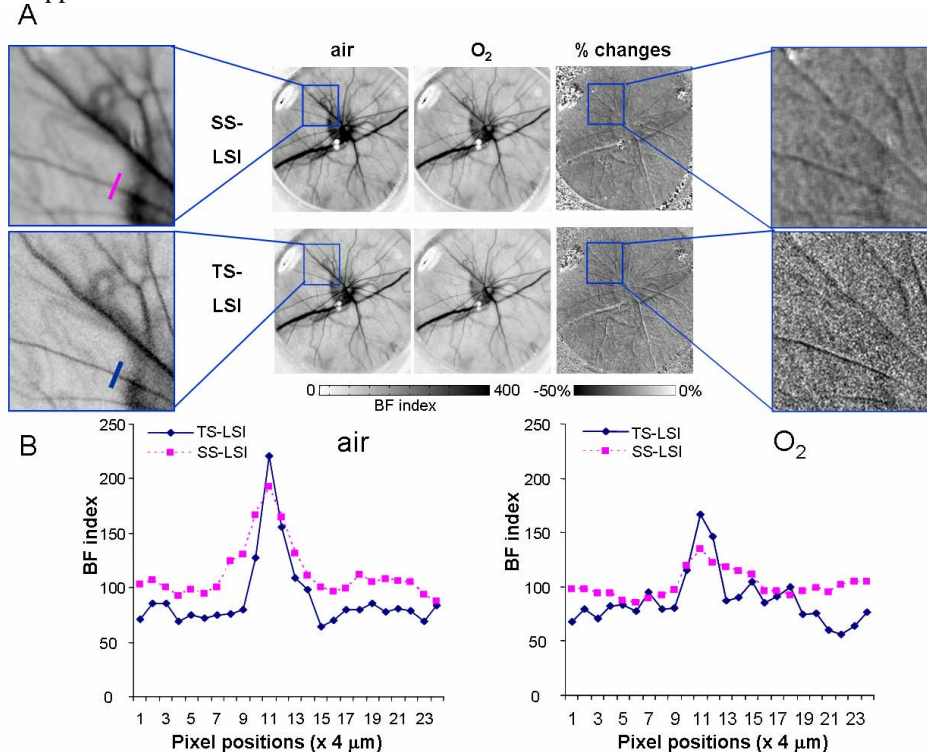 A
air O2 % changes
SS-
LSI
TS-
LSI
0 400 -50% 0%
BF index
B
250
200
150
100
50
0
BF index
TS-LSI
SS-LSI
air
1 3 5 7 9 11 13 15 17 19 21 23
Pixel positions (x 4 μm)
250
200
150
100
50
0
BF index
TS-LSI
SS-LSI
O2
1 3 5 7 9 11 13 15 17 19 21 23
Pixel positions (x 4 μm)